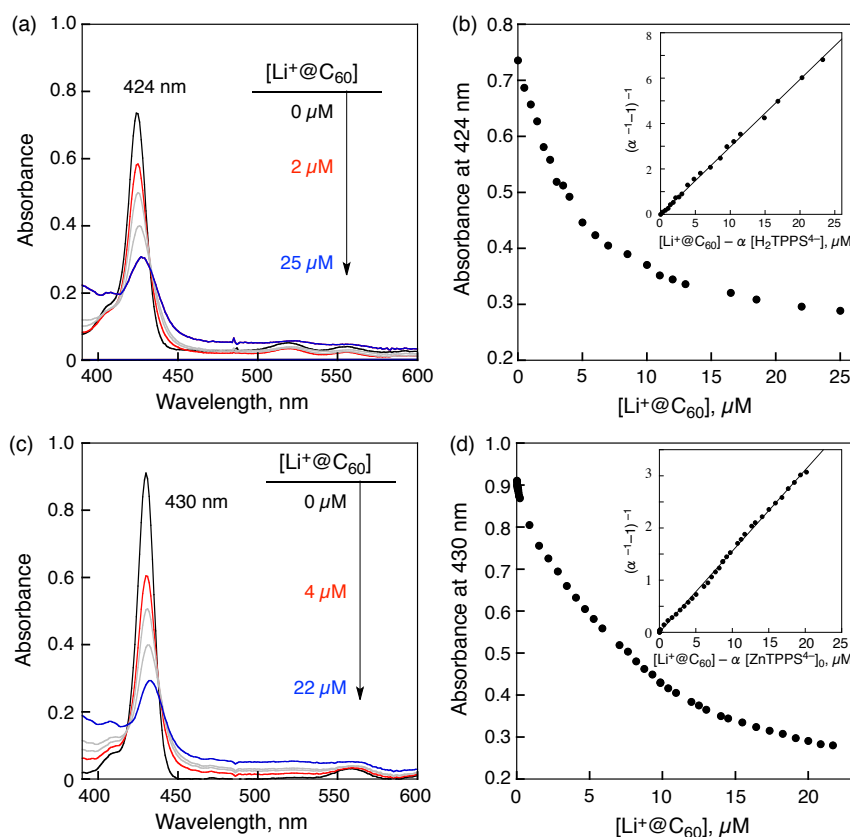 (a)
1.0
0.8
0.6
0.4
0.2
0
Absorbance
424 nm
[Li⁺@C₆₀]
0 µM
2 µM
25 µM
400 450 500 550 600
Wavelength, nm
(b)
0.8
0.7
0.6
0.5
0.4
0.3
0.2
Absorbance at 424 nm
0 5 10 15 20 25
[Li⁺@C₆₀], µM
8
6
4
2
0
(α ⁻¹–1) ⁻¹
0 5 10 15 20 25
[Li⁺@C₆₀] – α [H₂TPPS⁴⁻], µM
(c)
1.0
0.8
0.6
0.4
0.2
0
Absorbance
430 nm
[Li⁺@C₆₀]
0 µM
4 µM
22 µM
400 450 500 550 600
Wavelength, nm
(d)
1.0
0.9
0.8
0.7
0.6
0.5
0.4
0.3
0.2
Absorbance at 430 nm
0 5 10 15 20
[Li⁺@C₆₀], µM
3
2
1
0
(α ⁻¹–1) ⁻¹
0 5 10 15 20 25
[Li⁺@C₆₀] – α [ZnTPPS⁴⁻]₀, µM